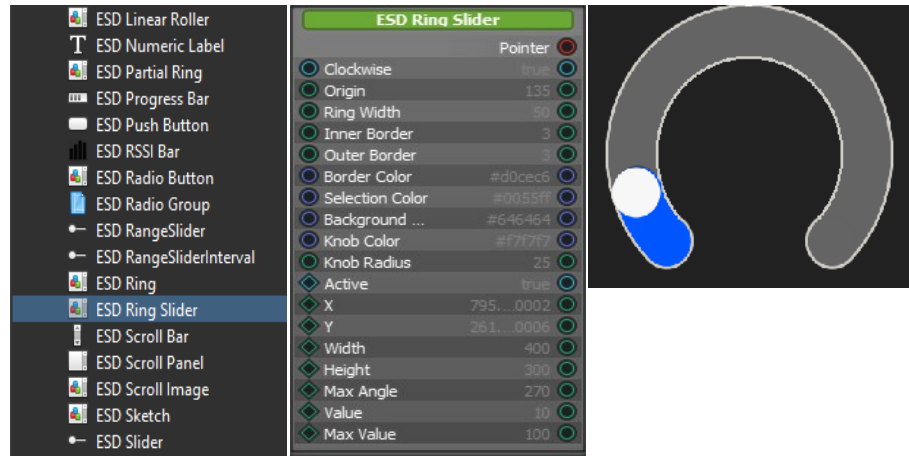 ESD Linear Roller
ESD Numeric Label
ESD Partial Ring
ESD Progress Bar
ESD Push Button
ESD RSSI Bar
ESD Radio Button
ESD Radio Group
ESD RangeSlider
ESD RangeSliderInterval
ESD Ring
ESD Ring Slider
ESD Scroll Bar
ESD Scroll Panel
ESD Scroll Image
ESD Sketch
ESD Slider
ESD Ring Slider
Pointer
Clockwise true
Origin 135
Ring Width 50
Inner Border 3
Outer Border 3
Border Color #d0cec6
Selection Color #0055ff
Background ... #646464
Knob Color #f7f7f7
Knob Radius 25
Active true
X 795....0002
Y 261....0006
Width 400
Height 300
Max Angle 270
Value 10
Max Value 100